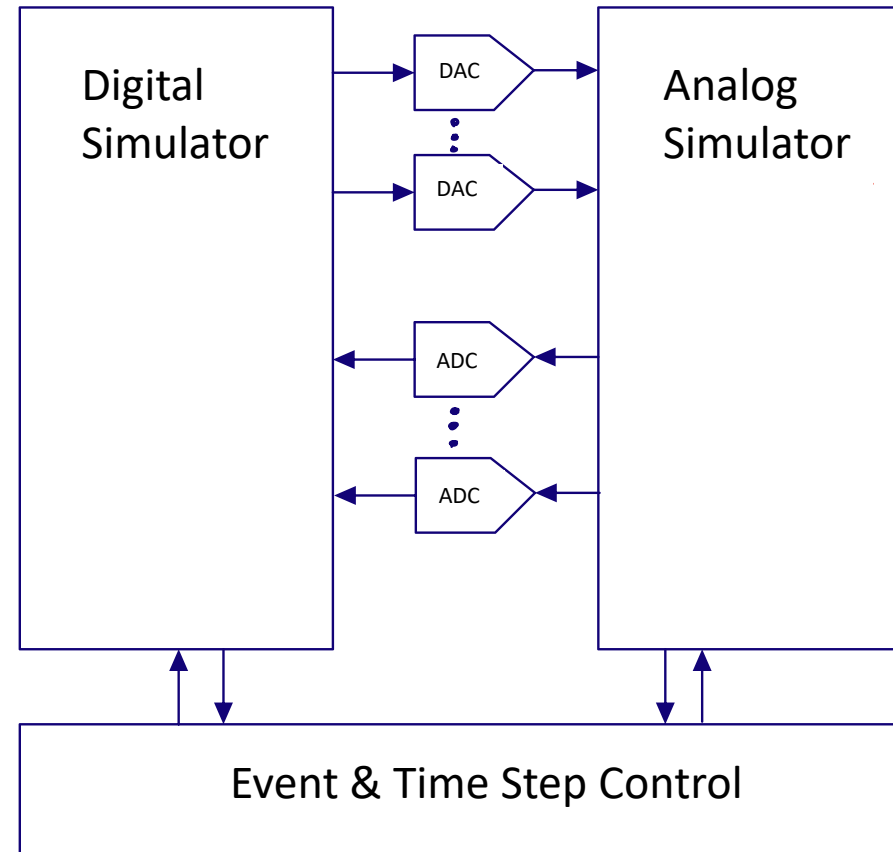 Digital
Simulator
DAC
DAC
ADC
ADC
Analog
Simulator
Event & Time Step Control